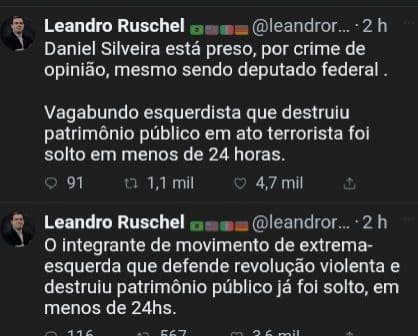 Leandro Ruschel @leandror... · 2 h
Daniel Silveira está preso, por crime de
opinião, mesmo sendo deputado federal .
Vagabundo esquerdista que destruiu
patrimônio público em ato terrorista foi
solto em menos de 24 horas.
91 1,1 mil 4,7 mil
Leandro Ruschel @leandror... · 2 h
O integrante de movimento de extrema-
esquerda que defende revolução violenta e
destruiu patrimônio público já foi solto, em
menos de 24hs.
116 567 3,6 mil